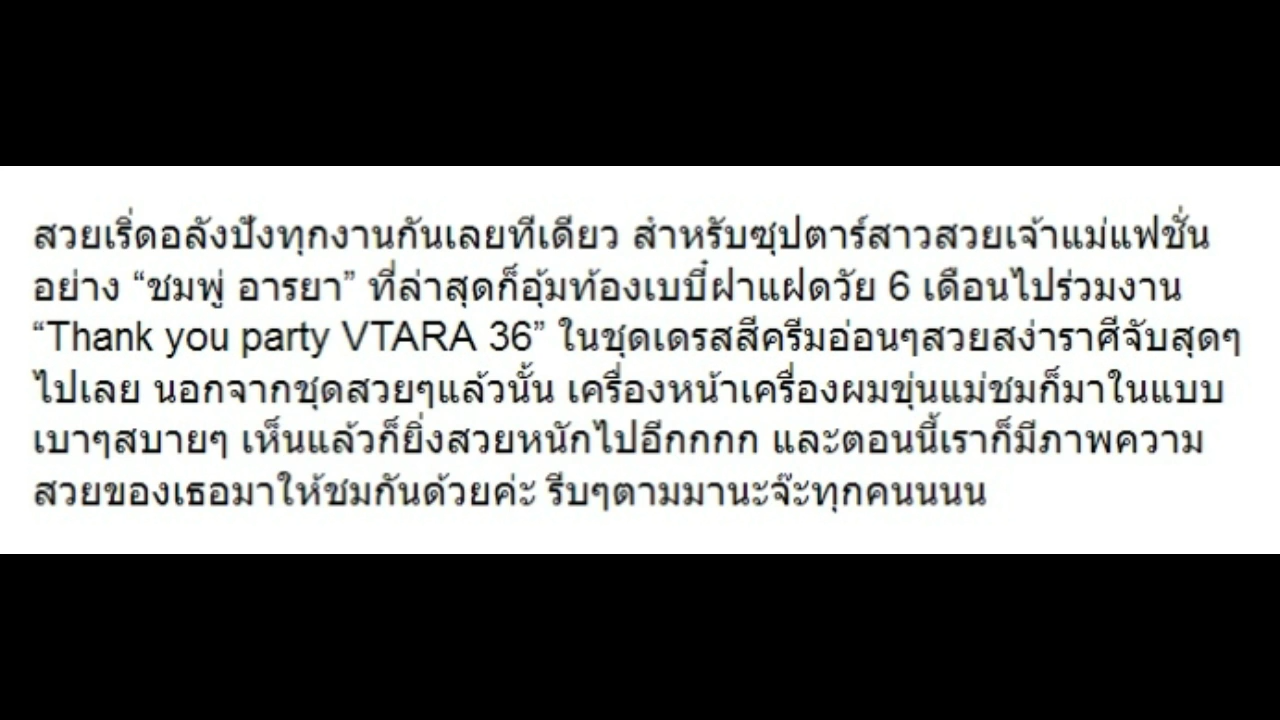 สวยเริ่ดอลังปังทุกงานกันเลยทีเดียว สำหรับซุปตาร์สาวสวยเจ้าแม่แฟชั่น
อย่าง “ชมพู่ อารยา” ที่ล่าสุดก็อุ้มท้องเบบี๋ฝาแฝดวัย 6 เดือนไปร่วมงาน
“Thank you party VTARA 36” ในชุดเดรสสีครีมอ่อนๆสวยสง่าราศีจับสุดๆ
ไปเลย นอกจากชุดสวยๆแล้วนั้น เครื่องหน้าเครื่องผมขุ่นแม่ชมก็มาในแบบ
เบาๆสบายๆ เห็นแล้วก็ยิ่งสวยหนักไปอีกกกก และตอนนี้เราก็มีภาพความ
สวยของเธอมาให้ชมกันด้วยค่ะ รีบๆตามมานะจ๊ะทุกคนนนน